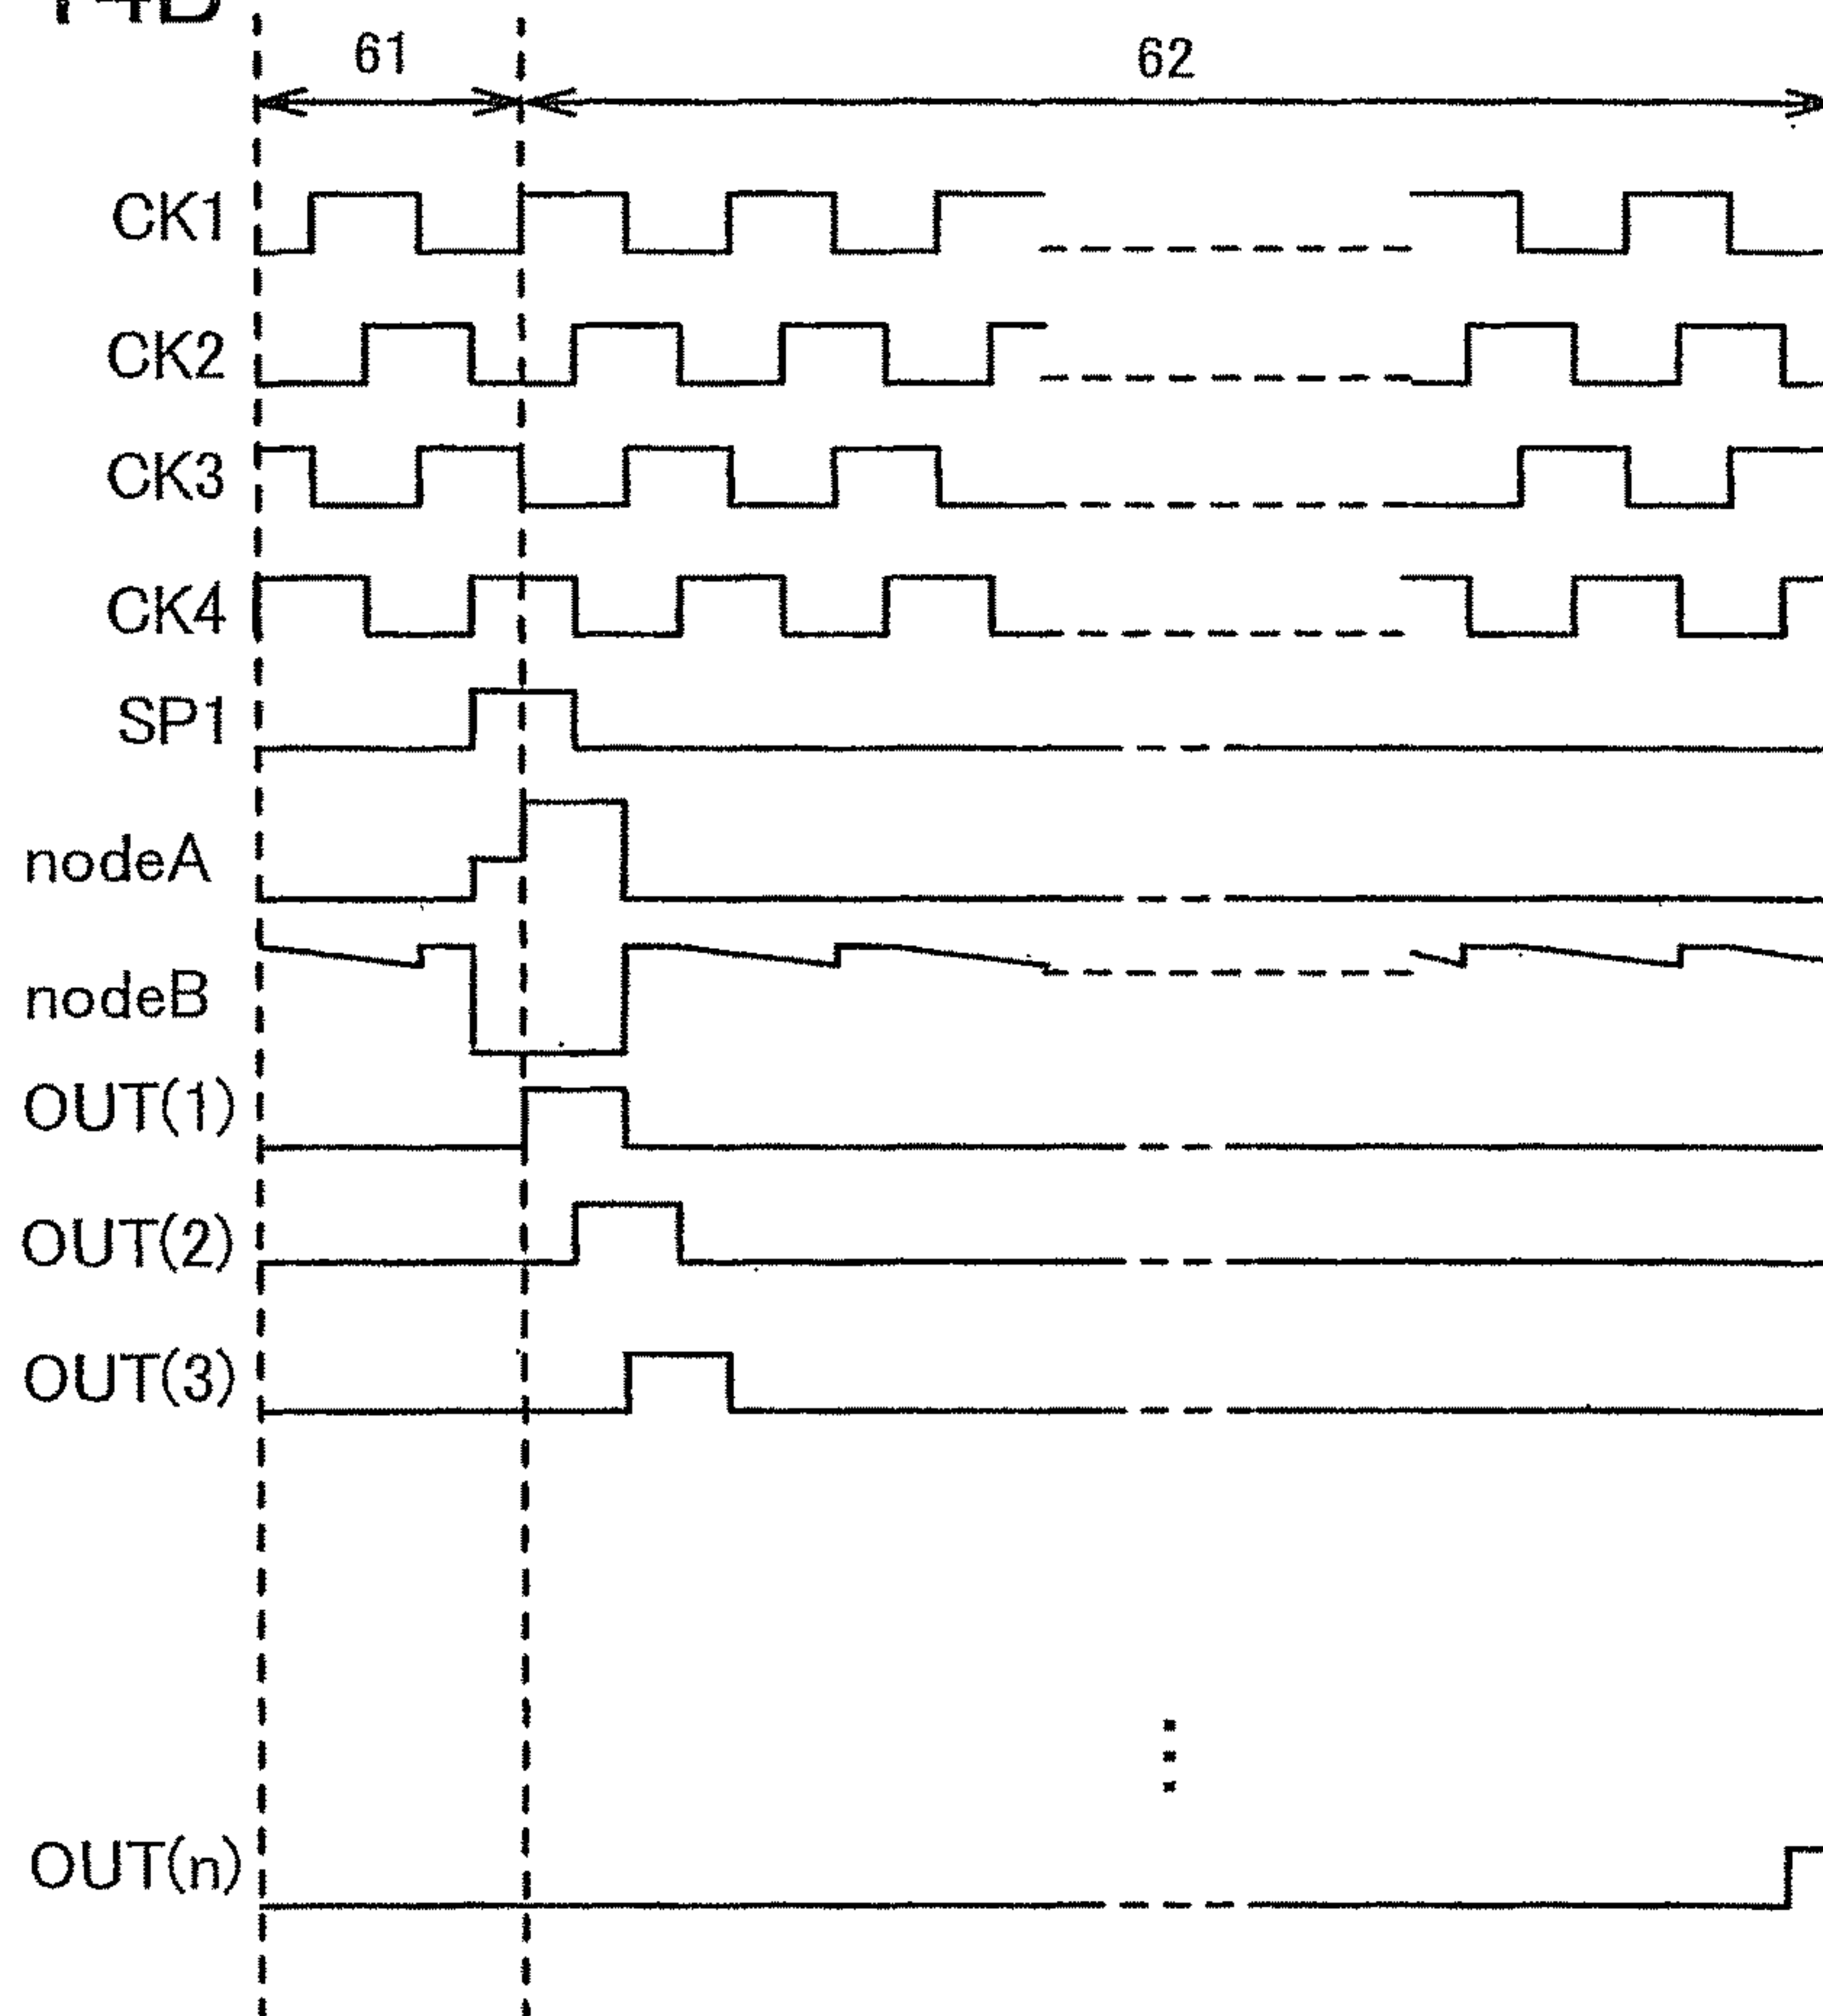 61
62
CK1
CK2
CK3
CK4
SP1
nodeA
nodeB
OUT(1)
OUT(2)
OUT(3)
OUT(n)